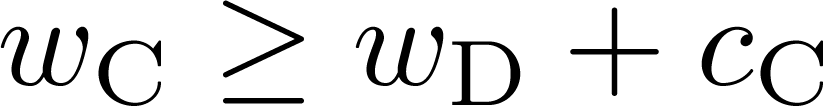 w_C ≥ w_D + c_C